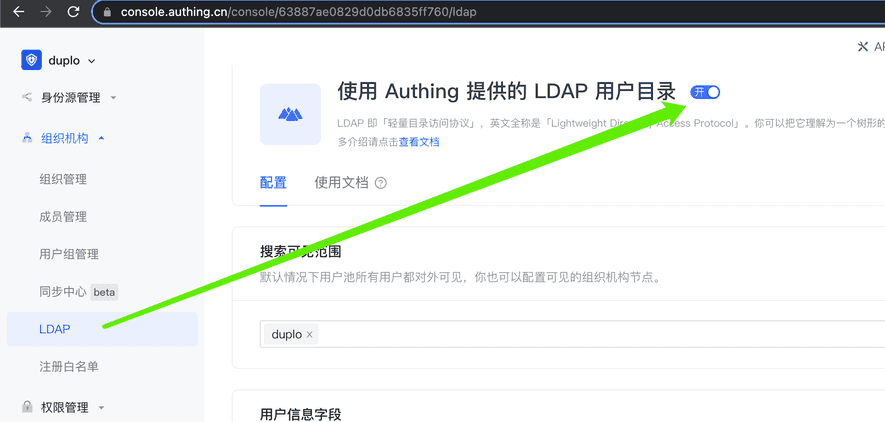 console.authing.cn/console/63887ae0829d0db6835ff760/ldap
duplo
身份源管理
组织机构
组织管理
成员管理
用户组管理
同步中心 beta
LDAP
注册白名单
权限管理
使用 Authing 提供的 LDAP 用户目录 开
LDAP 即「轻量目录访问协议」，英文全称是「Lightweight Access Protocol」。你可以把它理解为一个树形的
多介绍请点击查看文档
配置 使用文档
搜索可见范围
默认情况下用户池所有用户都对外可见，你也可以配置可见的组织机构节点。
duplo ×
用户信息字段